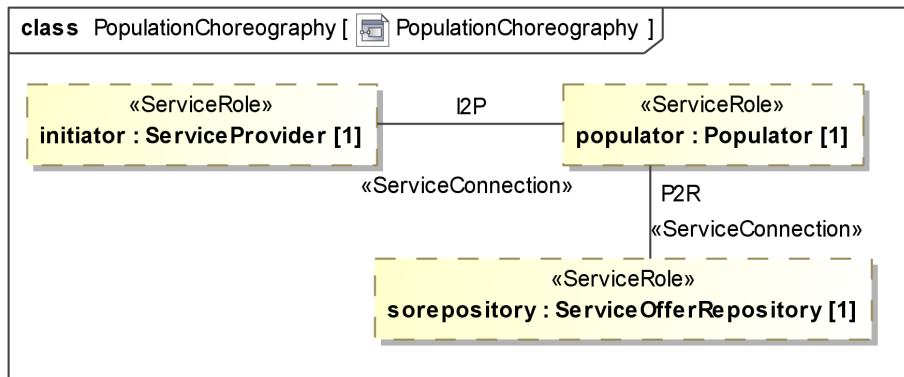 class PopulationChoreography [ PopulationChoreography ]
«ServiceRole»
initiator : ServiceProvider [1]
I2P
«ServiceConnection»
«ServiceRole»
populator : Populator [1]
P2R
«ServiceConnection»
«ServiceRole»
sorepository : ServiceOfferRepository [1]